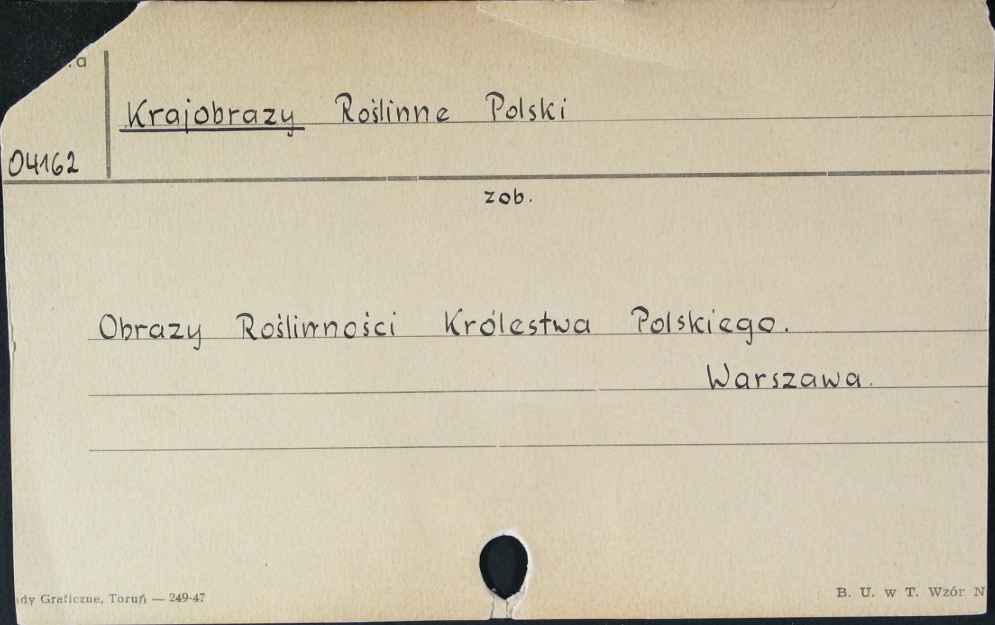 Krajobrazy Roślinne Polski
04162
zob.
Obrazy Roślinności Królestwa Polskiego.
Warszawa.
Graficzne, Toruń — 249-47
B. U. w T. Wzór N